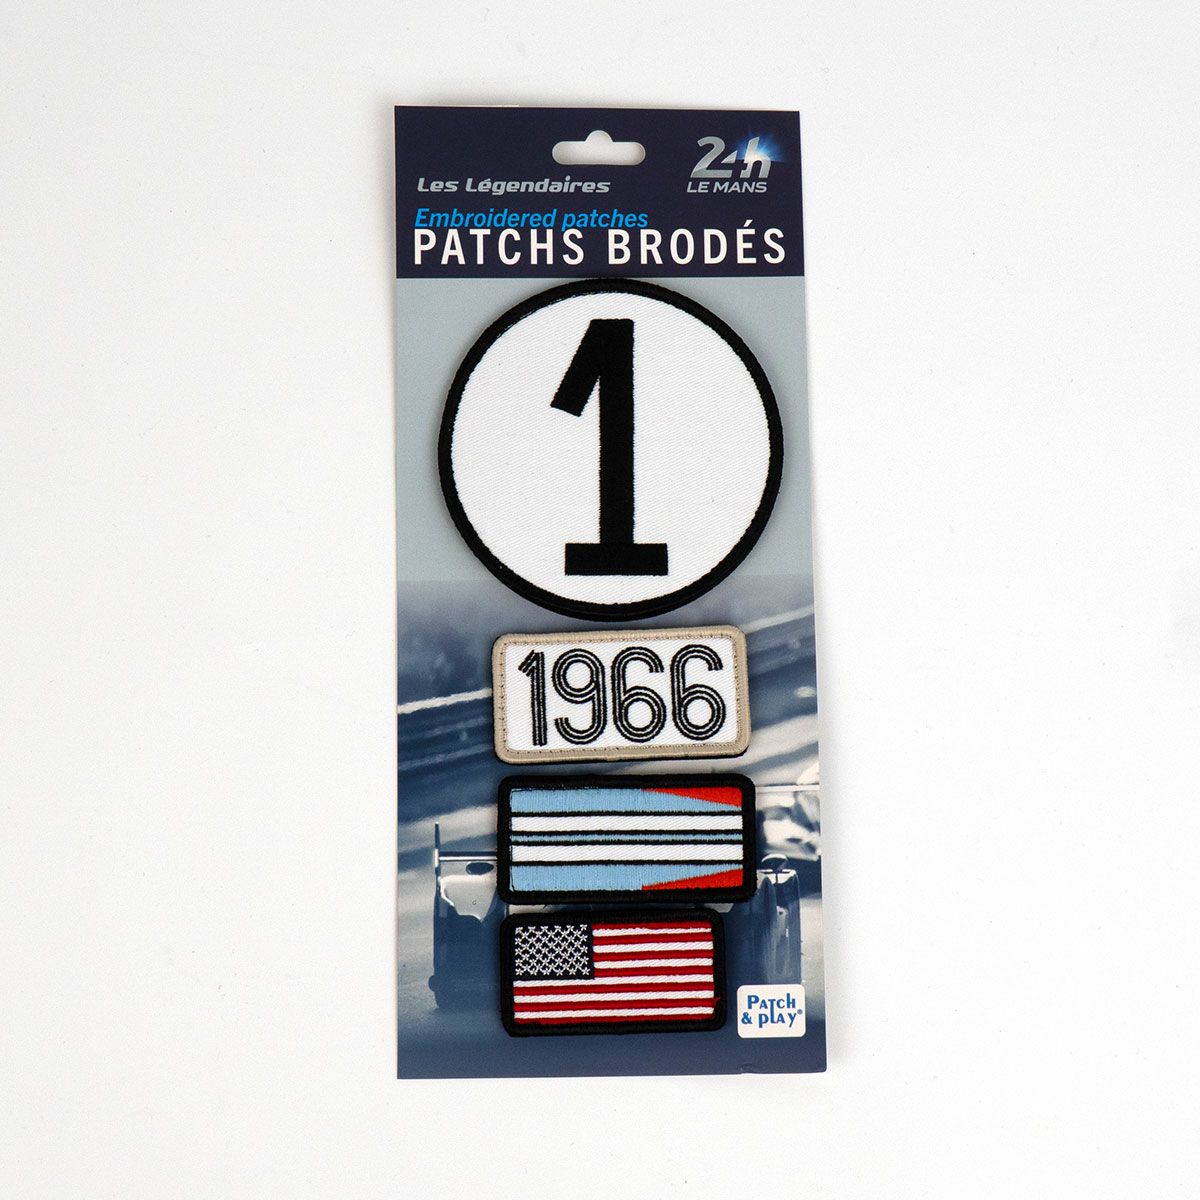 24h
LE MANS
Les Légendaires
Embroidered patches
PATCHS BRODÉS
1
1966
PATCH
& PLAY®